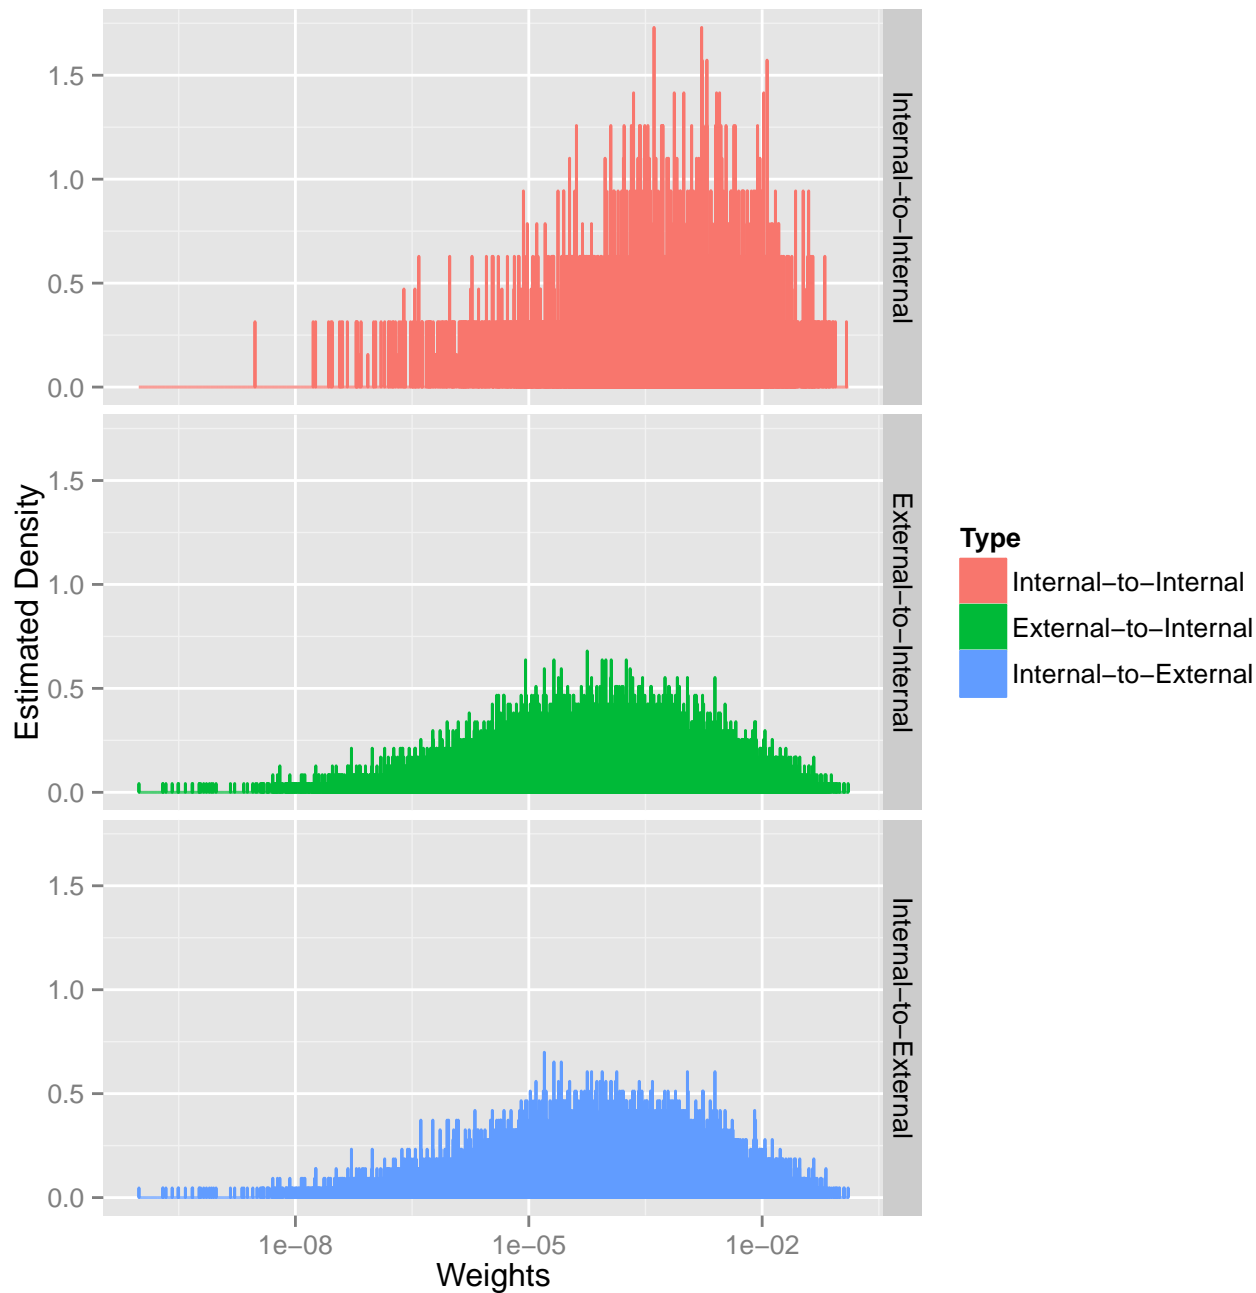 Estimated Density
1.5
1.0
0.5
0.0
Internal−to−Internal
1.5
1.0
0.5
0.0
External−to−Internal
1.5
1.0
0.5
0.0
Internal−to−External
1e−08
1e−05
1e−02
Weights
Type
Internal−to−Internal
External−to−Internal
Internal−to−External